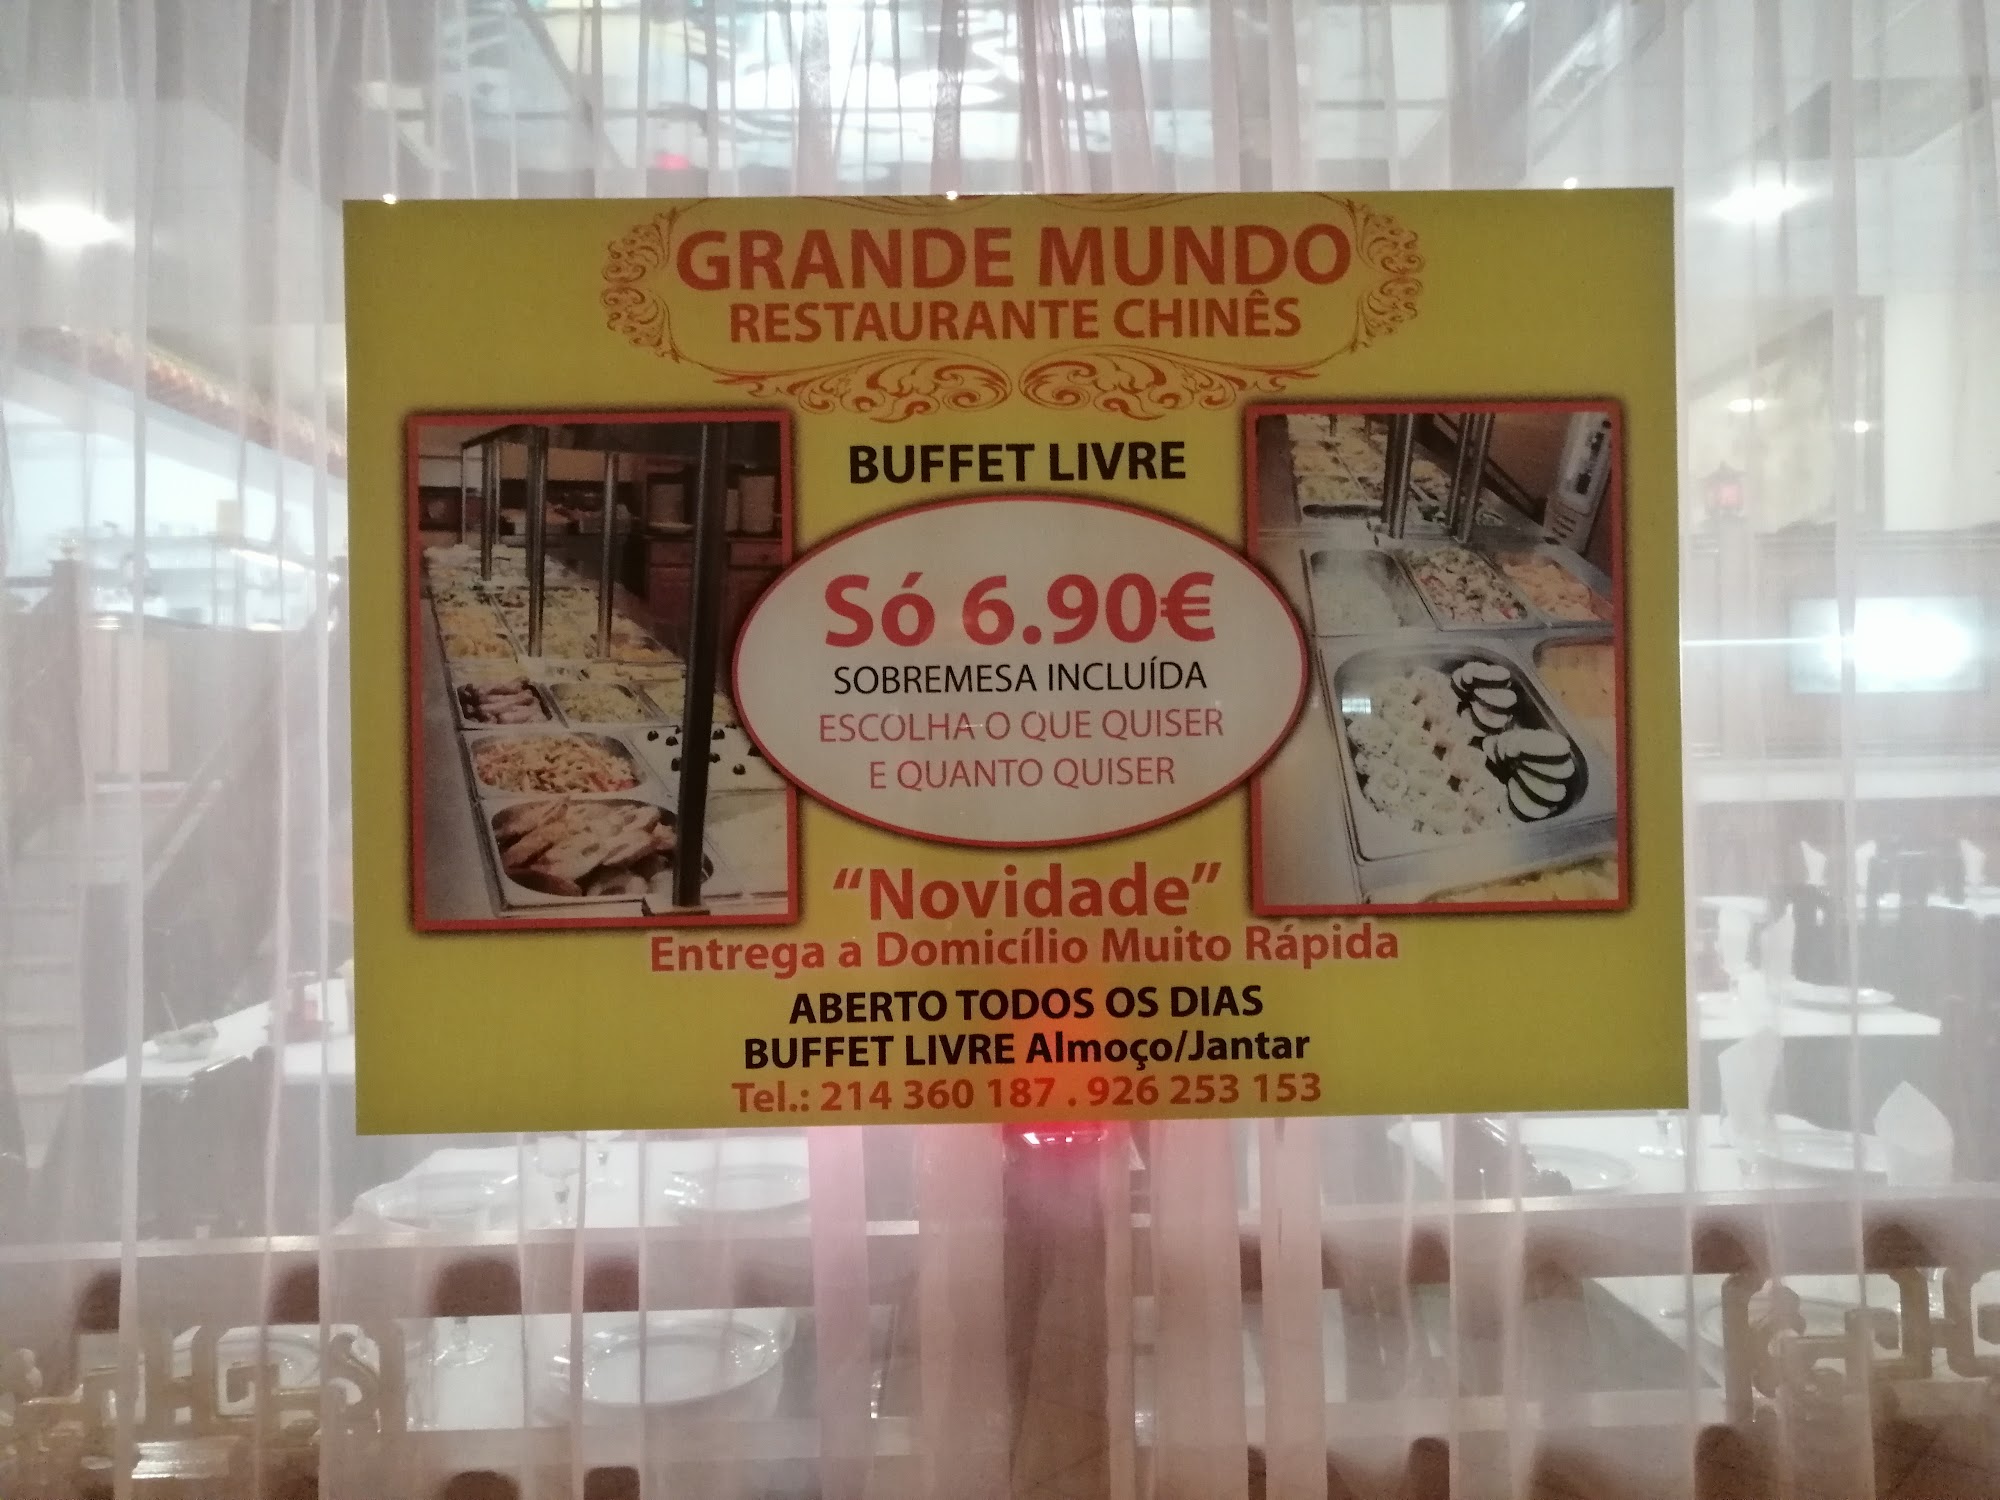 GRANDE MUNDO
RESTAURANTE CHINÊS
BUFFET LIVRE
Só 6.90€
SOBREMESA INCLUÍDA
ESCOLHA O QUE QUISER
E QUANTO QUISER
“Novidade”
Entrega a Domicílio Muito Rápida
ABERTO TODOS OS DIAS
BUFFET LIVRE Almoço/Jantar
Tel.: 214 360 187 . 926 253 153